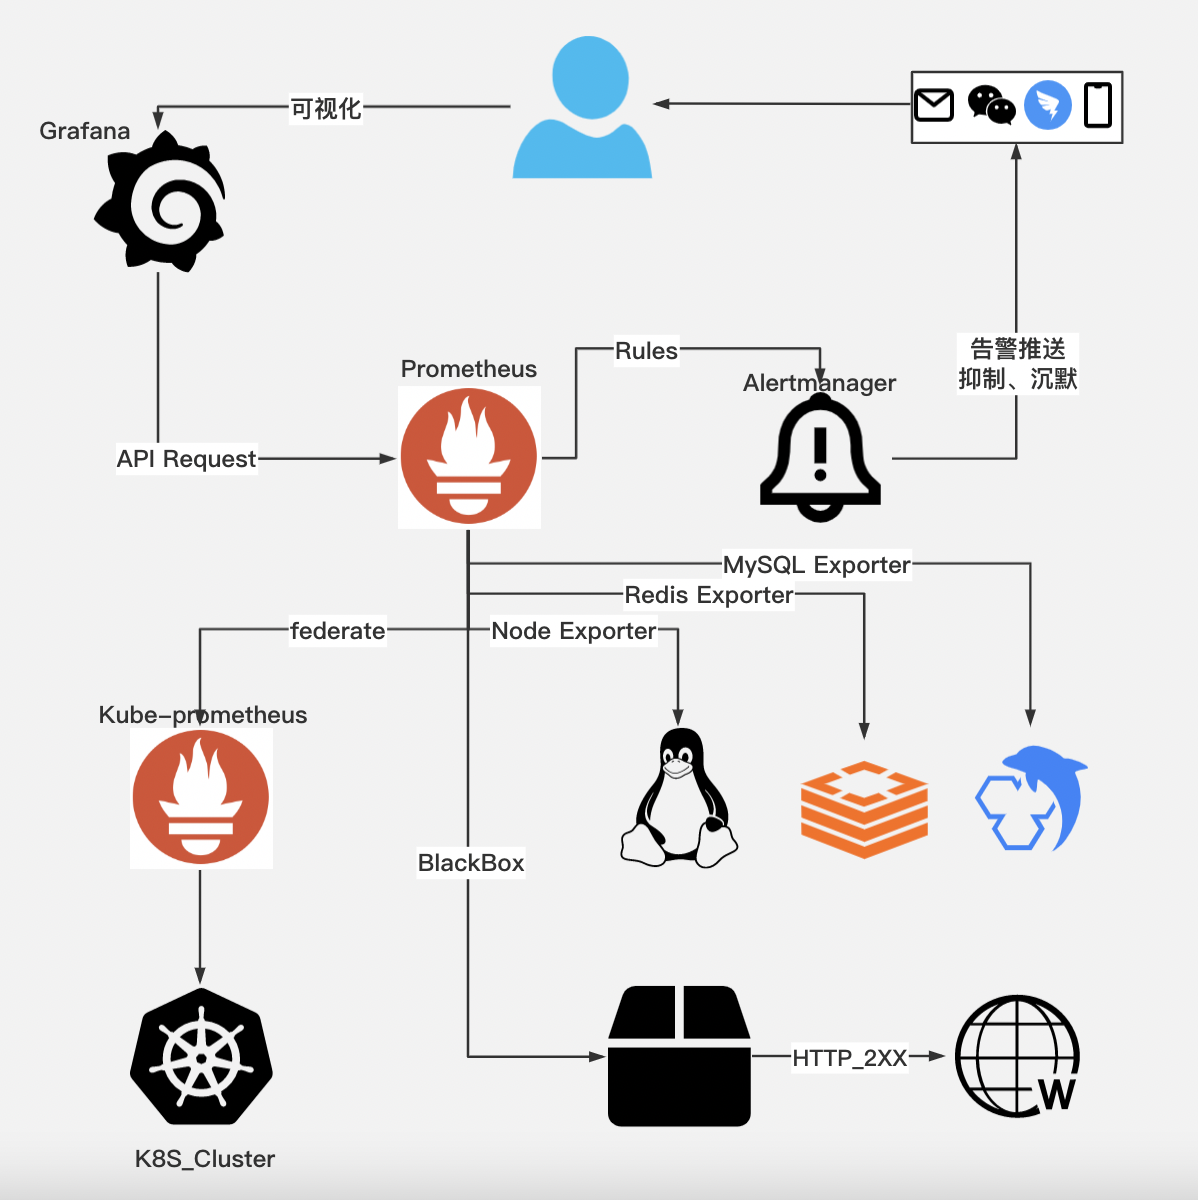 可视化
Grafana
告警推送
抑制、沉默
Rules
Prometheus
Alertmanager
API Request
MySQL Exporter
Redis Exporter
federate
Node Exporter
Kube-prometheus
BlackBox
HTTP_2XX
W
K8S_Cluster